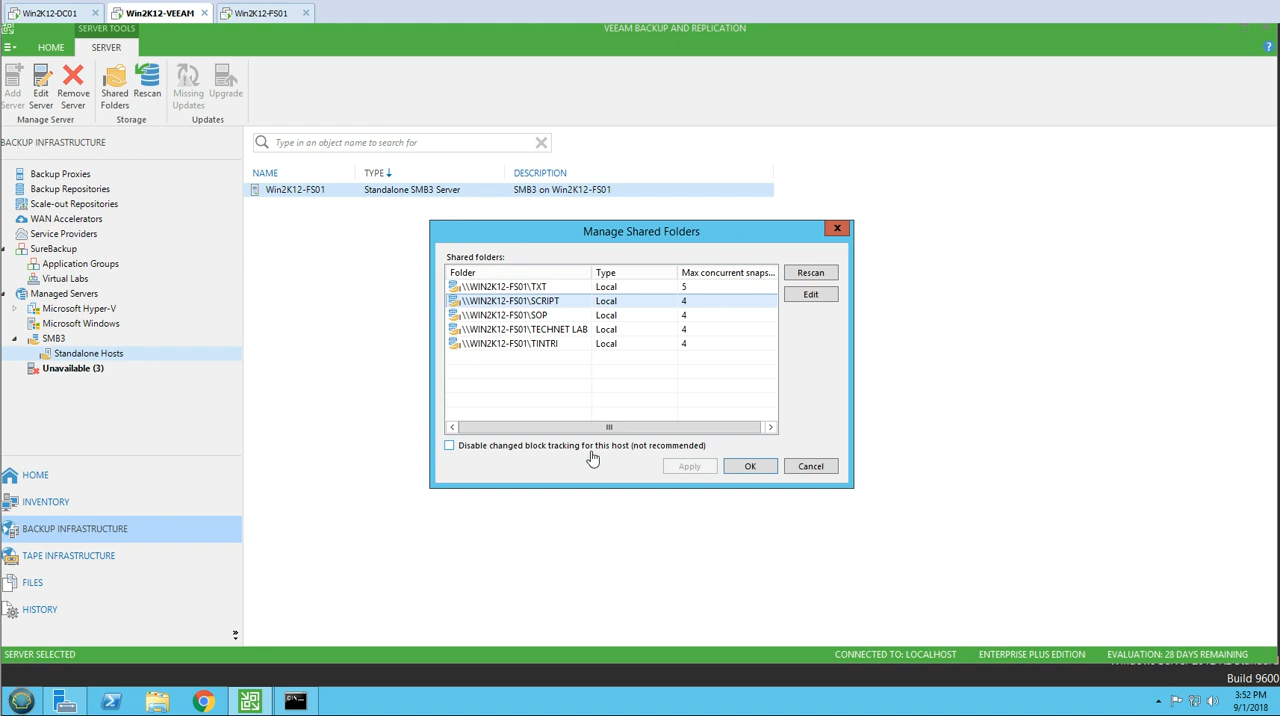 Win2K12-DC01 × Win2K12-VEEAM × Win2K12-FS01 ×
SERVER TOOLS VEEAM BACKUP AND REPLICATION
HOME SERVER
Add Server
Edit Server
Remove Server
Shared Folders
Rescan
Missing Updates
Upgrade
Manage Server Storage Updates
BACKUP INFRASTRUCTURE
Type in an object name to search for
Backup Proxies
Backup Repositories
Scale-out Repositories
WAN Accelerators
Service Providers
SureBackup
Application Groups
Virtual Labs
Managed Servers
Microsoft Hyper-V
Microsoft Windows
SMB3
Standalone Hosts
Unavailable (3)
NAME TYPE DESCRIPTION
Win2K12-FS01 Standalone SMB3 Server SMB3 on Win2K12-FS01
Manage Shared Folders
Shared folders:
Folder Type Max concurrent snaps...
\\WIN2K12-FS01\TXT Local 5
\\WIN2K12-FS01\SCRIPT Local 4
\\WIN2K12-FS01\SOP Local 4
\\WIN2K12-FS01\TECHNET LAB Local 4
\\WIN2K12-FS01\TINTRI Local 4
Rescan
Edit
Disable changed block tracking for this host (not recommended)
Apply OK Cancel
HOME
INVENTORY
BACKUP INFRASTRUCTURE
TAPE INFRASTRUCTURE
FILES
HISTORY
SERVER SELECTED CONNECTED TO: LOCALHOST ENTERPRISE PLUS EDITION EVALUATION: 28 DAYS REMAINING
Build 9600
3:52 PM
9/1/2018